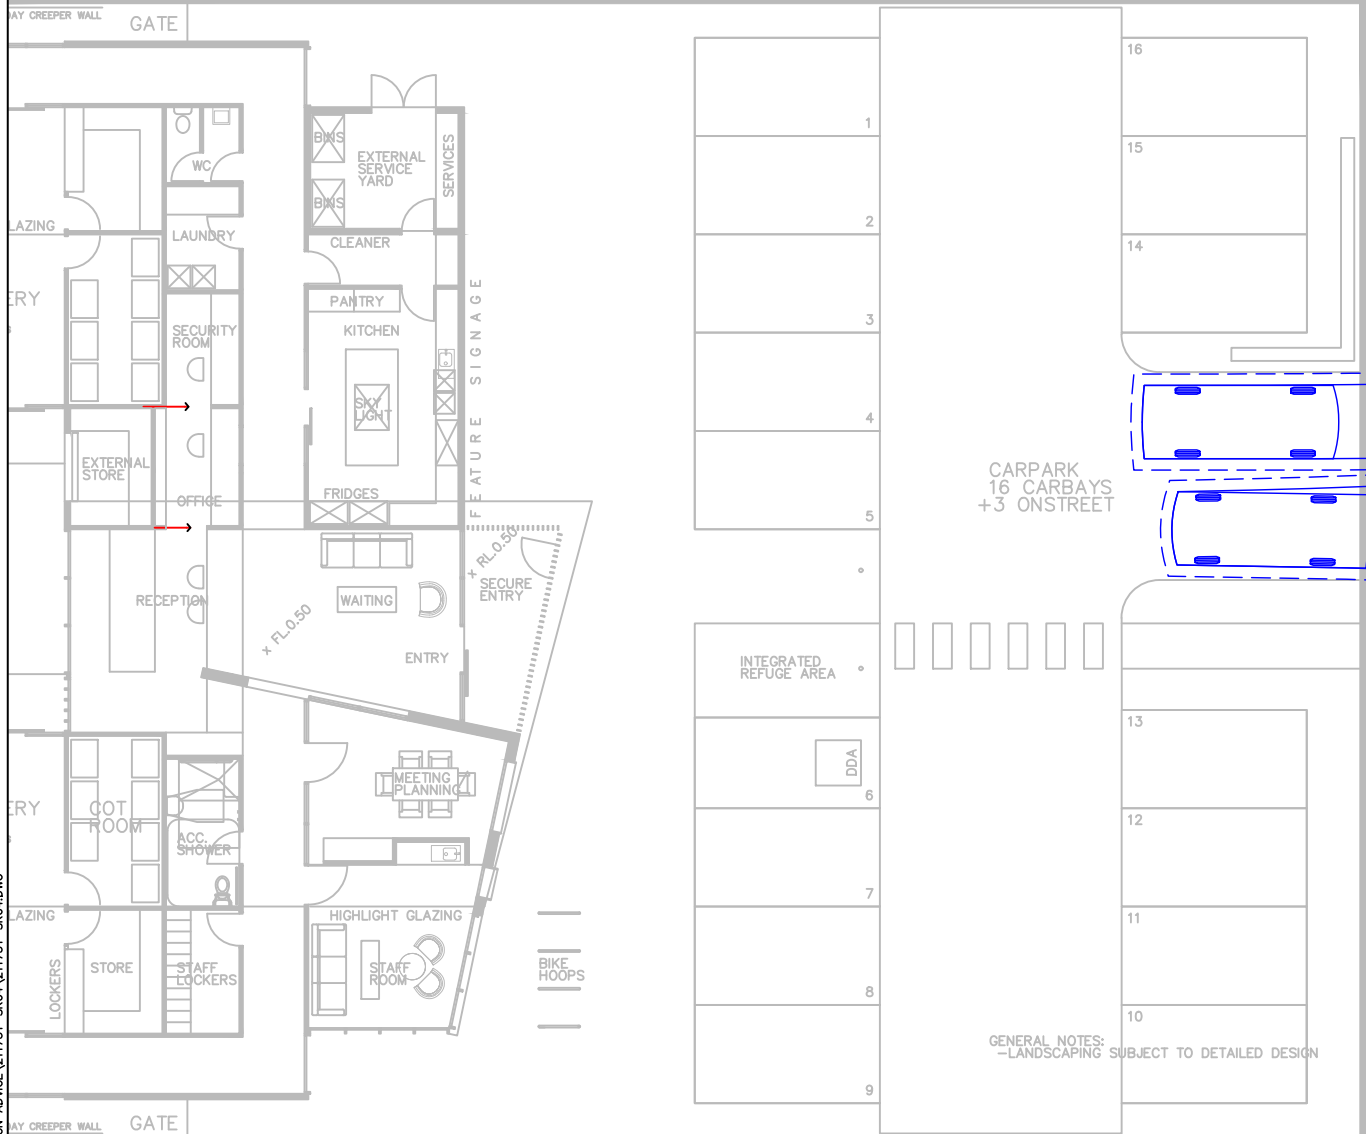 DAY CREEPER WALL
GATE
16
BINS
1
EXTERNAL
SERVICE
YARD
SERVICES
WC
15
BINS
LAZING
2
LAUNDRY
CLEANER
14
ERY
PANTRY
FEATURE SIGNAGE
3
SECURITY
ROOM
KITCHEN
SKY
LIGHT
4
EXTERNAL
STORE
CARPARK
16 CARBAYS
+3 ONSTREET
OFFICE
FRIDGES
5
x RL.0.50
SECURE
ENTRY
RECEPTION
WAITING
x FL.0.50
ENTRY
INTEGRATED
REFUGE AREA
13
DDA
MEETING
PLANNING
6
ERY
COT
ROOM
12
ACC.
SHOWER
7
LAZING
HIGHLIGHT GLAZING
11
LOCKERS
STORE
STAFF
LOCKERS
STAFF
ROOM
BIKE
HOOPS
8
10
GENERAL NOTES:
-LANDSCAPING SUBJECT TO DETAILED DESIGN
9
GATE
DAY CREEPER WALL